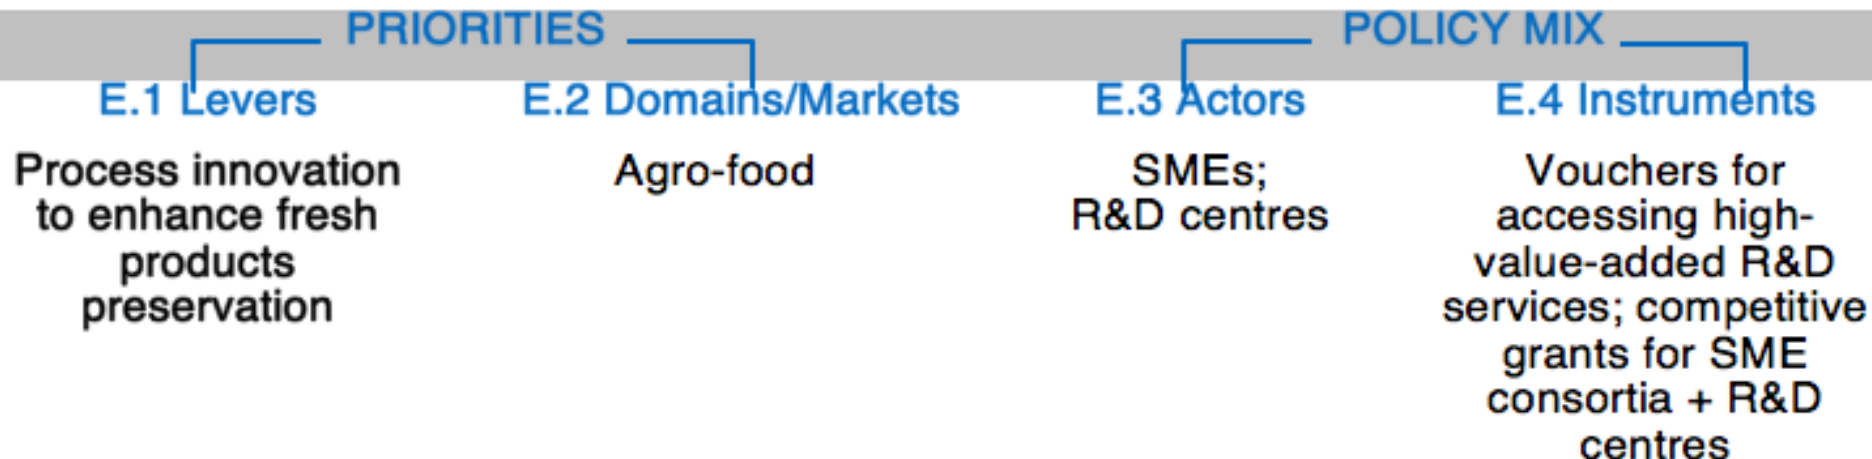 PRIORITIES
POLICY MIX
E.1 Levers
E.2 Domains/Markets
E.3 Actors
E.4 Instruments
Process innovation
to enhance fresh
products
preservation
Agro-food
SMEs;
R&D centres
Vouchers for
accessing high-
value-added R&D
services; competitive
grants for SME
consortia + R&D
centres